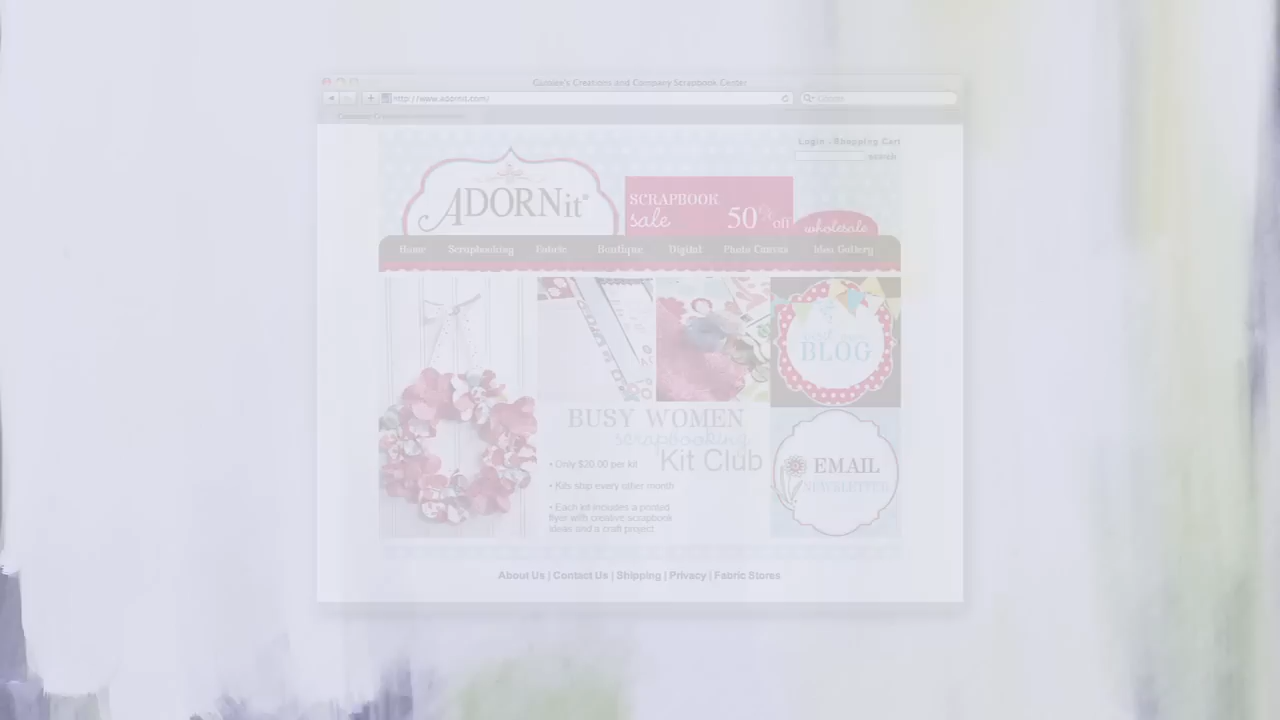 Carolee's Creations and Company Scrapbook Center
http://www.adornit.com/
Google
Login - Shopping Cart
search
ADORNit®
SCRAPBOOK
sale
50% off
wholesale
Home Scrapbooking Fabric Boutique Digital Photo Canvas Idea Gallery
BLOG
BUSY WOMEN
scrapbooking
Kit Club
• Only $20.00 per kit
• Kits ship every other month
• Each kit includes a printed
flyer with creative scrapbook
ideas and a craft project
EMAIL
NEWSLETTER
About Us | Contact Us | Shipping | Privacy | Fabric Stores